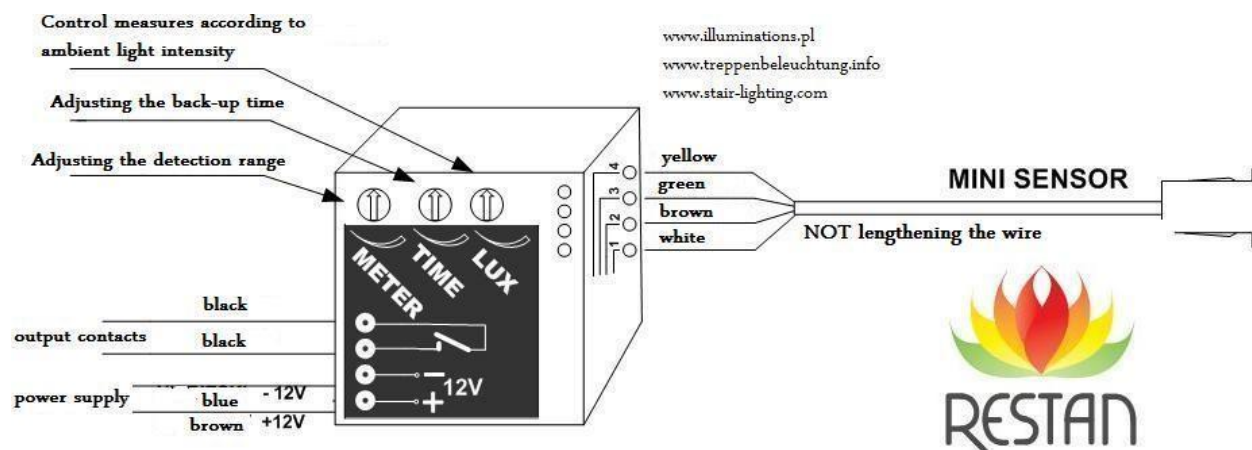 Control measures according to
ambient light intensity
Adjusting the back-up time
Adjusting the detection range
www.illuminations.pl
www.treppenbeleuchtung.info
www.stair-lighting.com
4
3
2
1
yellow
green
brown
white
MINI SENSOR
NOT lengthening the wire
METER
TIME
LUX
output contacts
black
black
power supply
blue
- 12V
brown
+12V
12V
RESTAN